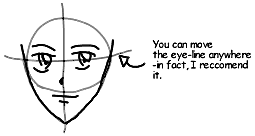 You can move
the eye-line anywhere
-in fact, I reccomend
it.